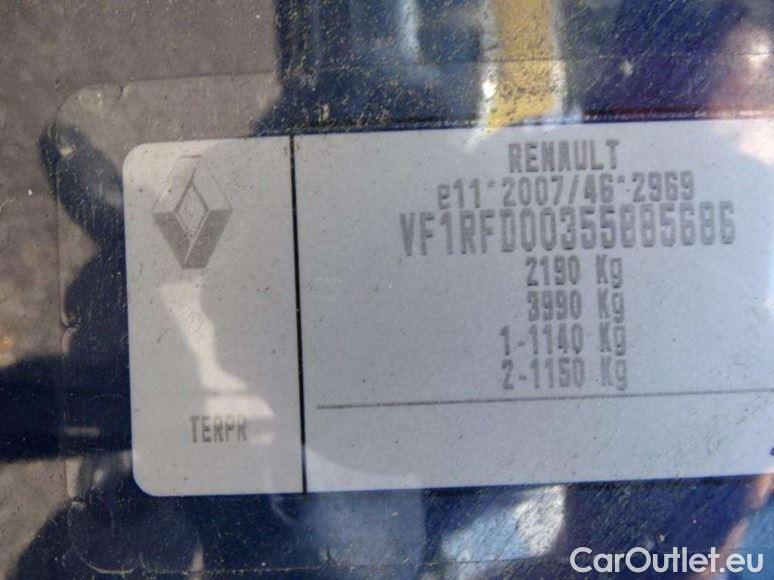 RENAULT
e11*2007/46*2969
VF1RFD00355885686
2190 Kg
3990 Kg
1-1140 Kg
2-1150 Kg
TERPR
CarOutlet.eu